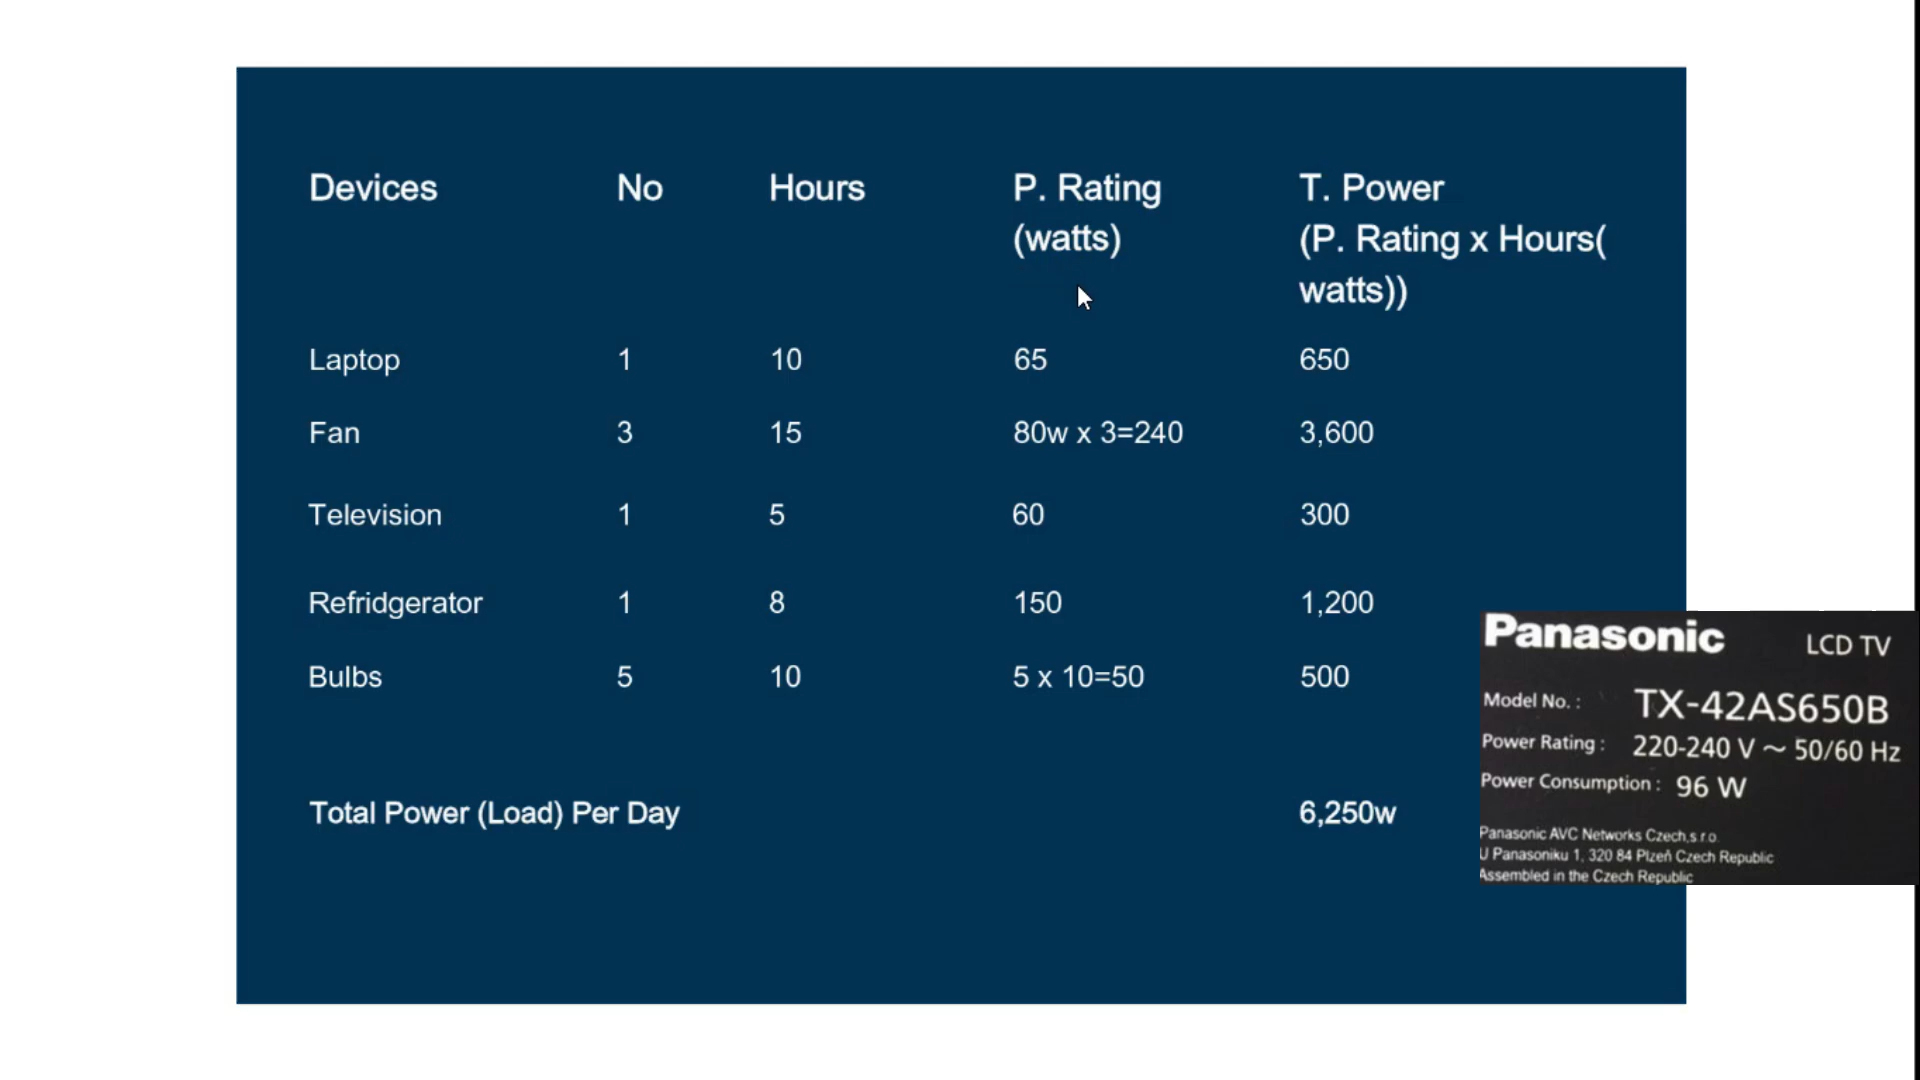 Devices No Hours P. Rating T. Power
(watts) (P. Rating x Hours(
watts))
Laptop 1 10 65 650
Fan 3 15 80w x 3=240 3,600
Television 1 5 60 300
Refridgerator 1 8 150 1,200
Bulbs 5 10 5 x 10=50 500
Total Power (Load) Per Day 6,250w
Panasonic LCD TV
Model No. : TX-42AS650B
Power Rating : 220-240 V ~ 50/60 Hz
Power Consumption : 96 W
Panasonic AVC Networks Czech,s.r.o.
U Panasoniku 1, 320 84 Plzeň Czech Republic
Assembled in the Czech Republic